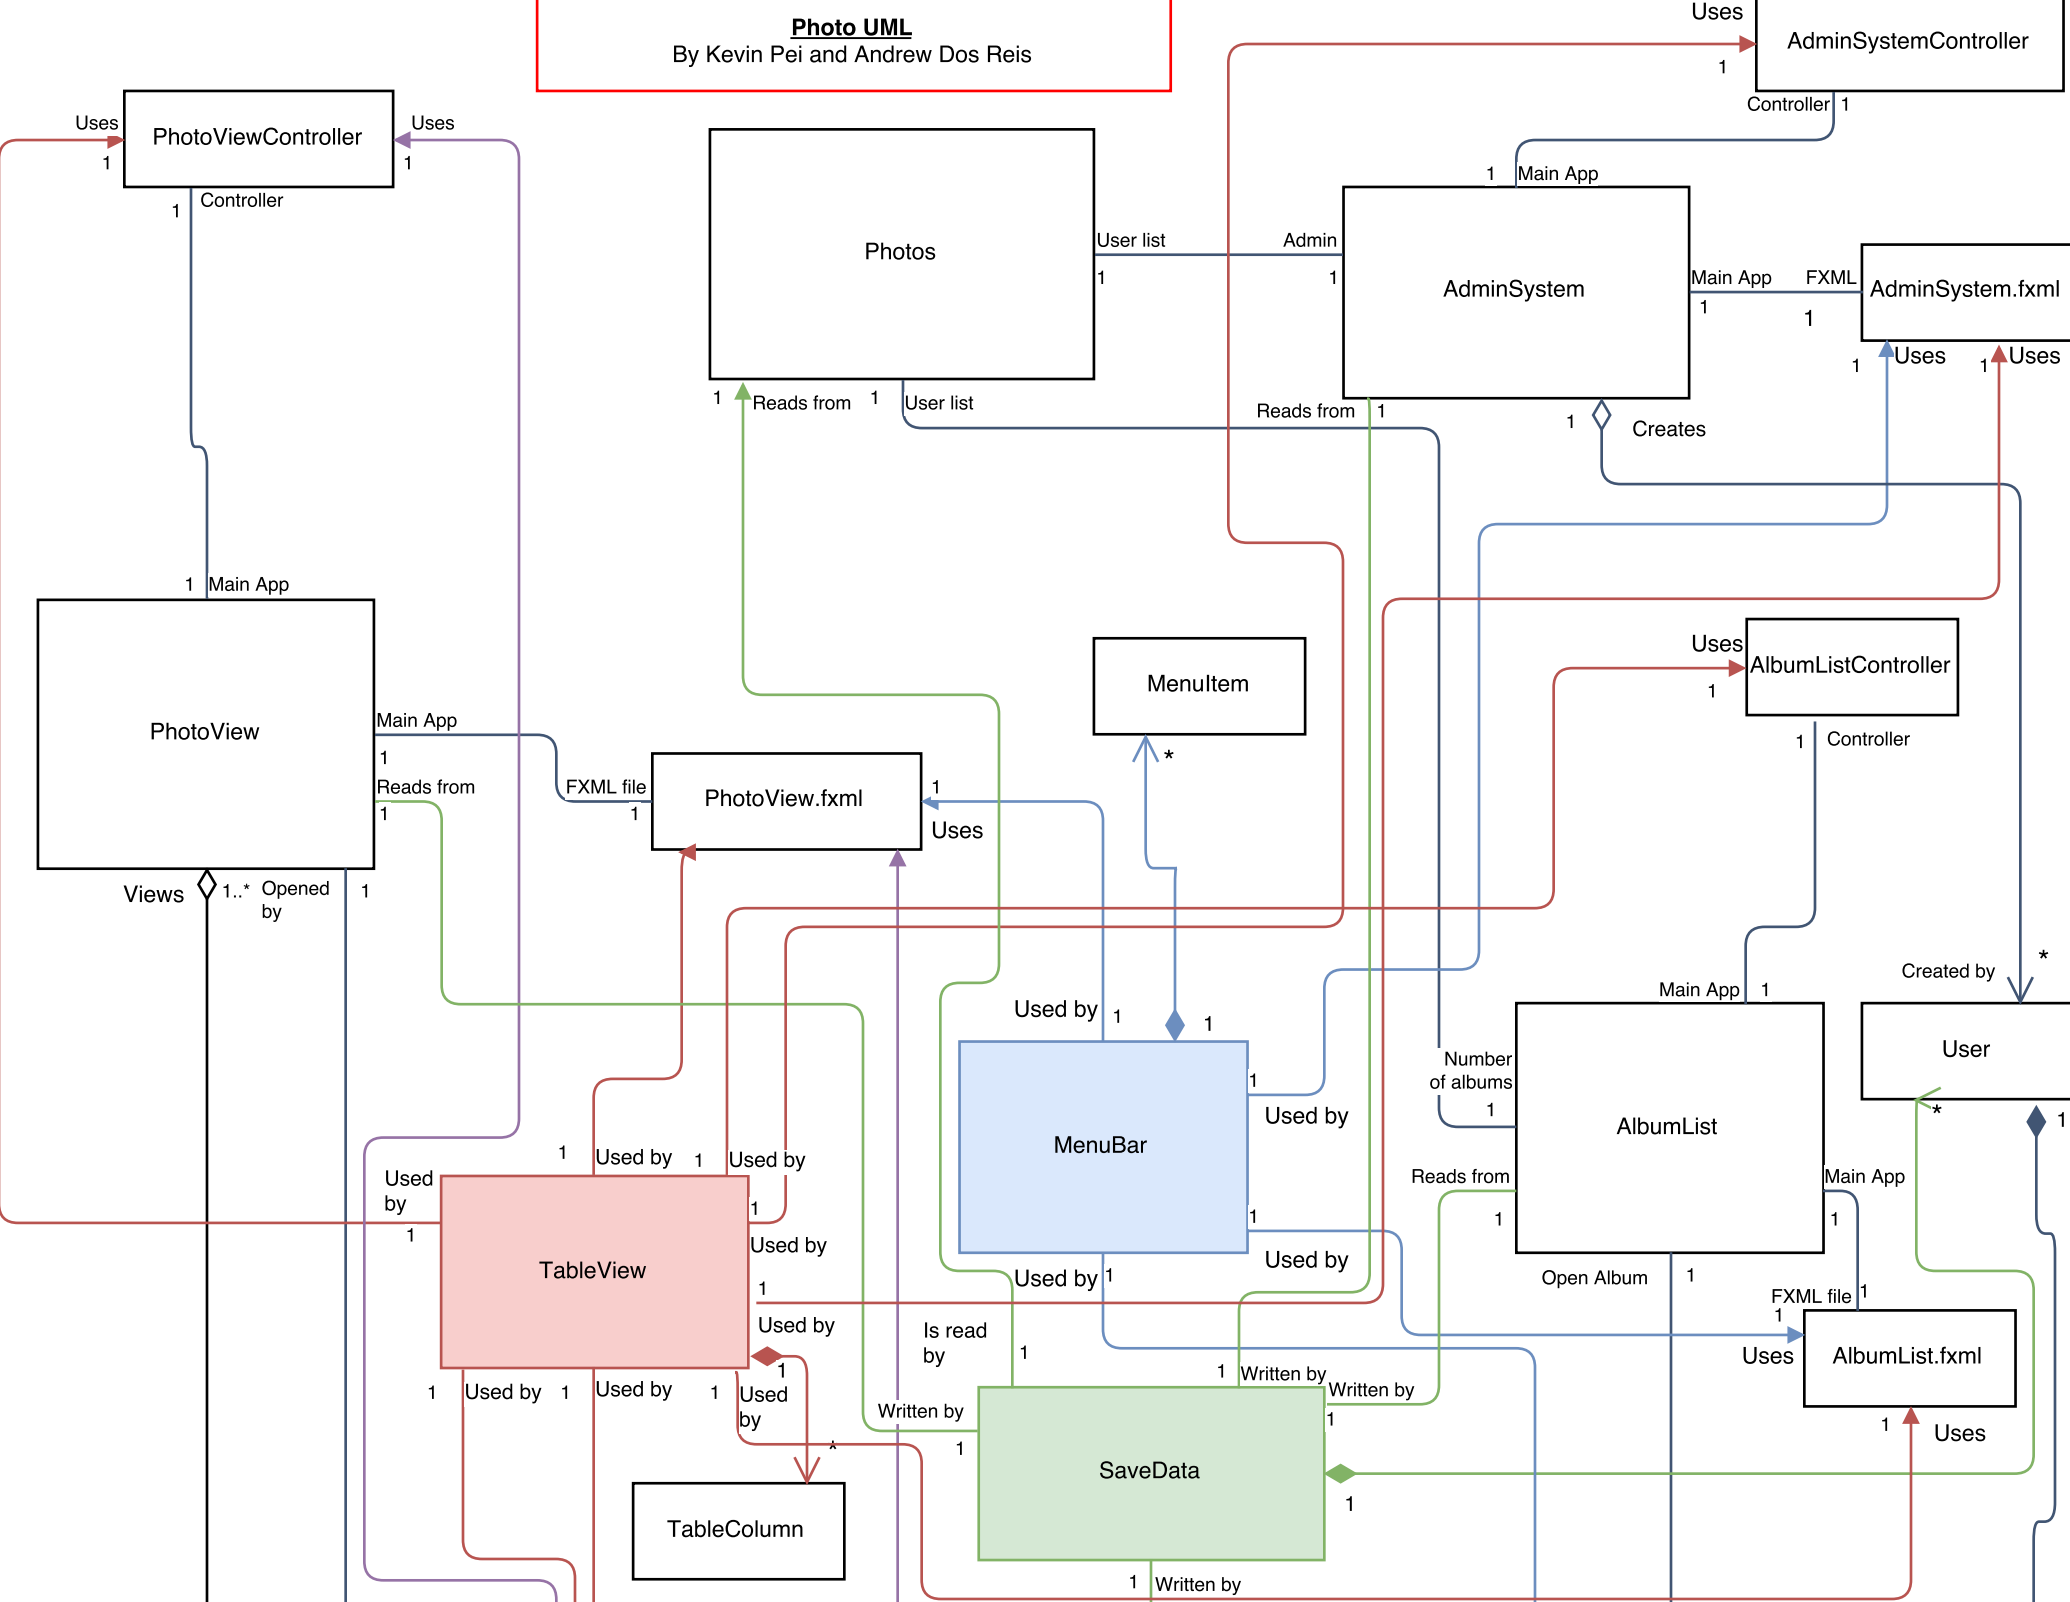 Photo UML
By Kevin Pei and Andrew Dos Reis
Uses
AdminSystemController
1
Controller 1
Uses
PhotoViewController
Uses
1
1
Controller
1
1 Main App
Photos
User list
Admin
1
1
AdminSystem
Main App
FXML
AdminSystem.fxml
1
1
1 Uses
1 Uses
1 Reads from
1 User list
Reads from 1
1 Creates
1 Main App
MenuItem
*
Uses
AlbumListController
1
1 Controller
PhotoView
Main App
1
Reads from
1
FXML file
1
PhotoView.fxml
1
Uses
Views
1..*
Opened
by
1
Created by
*
Main App 1
Used by 1
1
User
*
1
Number
of albums
1
AlbumList
MenuBar
1
Used by
1
Used by
Used by 1
Reads from
1
Main App
1
Open Album 1
FXML file 1
1
Uses
AlbumList.fxml
1 Uses
1 Used by
1 Used by
Used
by
1
1
Used by
TableView
1
Used by
1
1 Used by
1 Used by
1 Used
by
*
TableColumn
Is read
by
1
1 Written by
Written by
1
Written by
1
SaveData
1
1 Written by